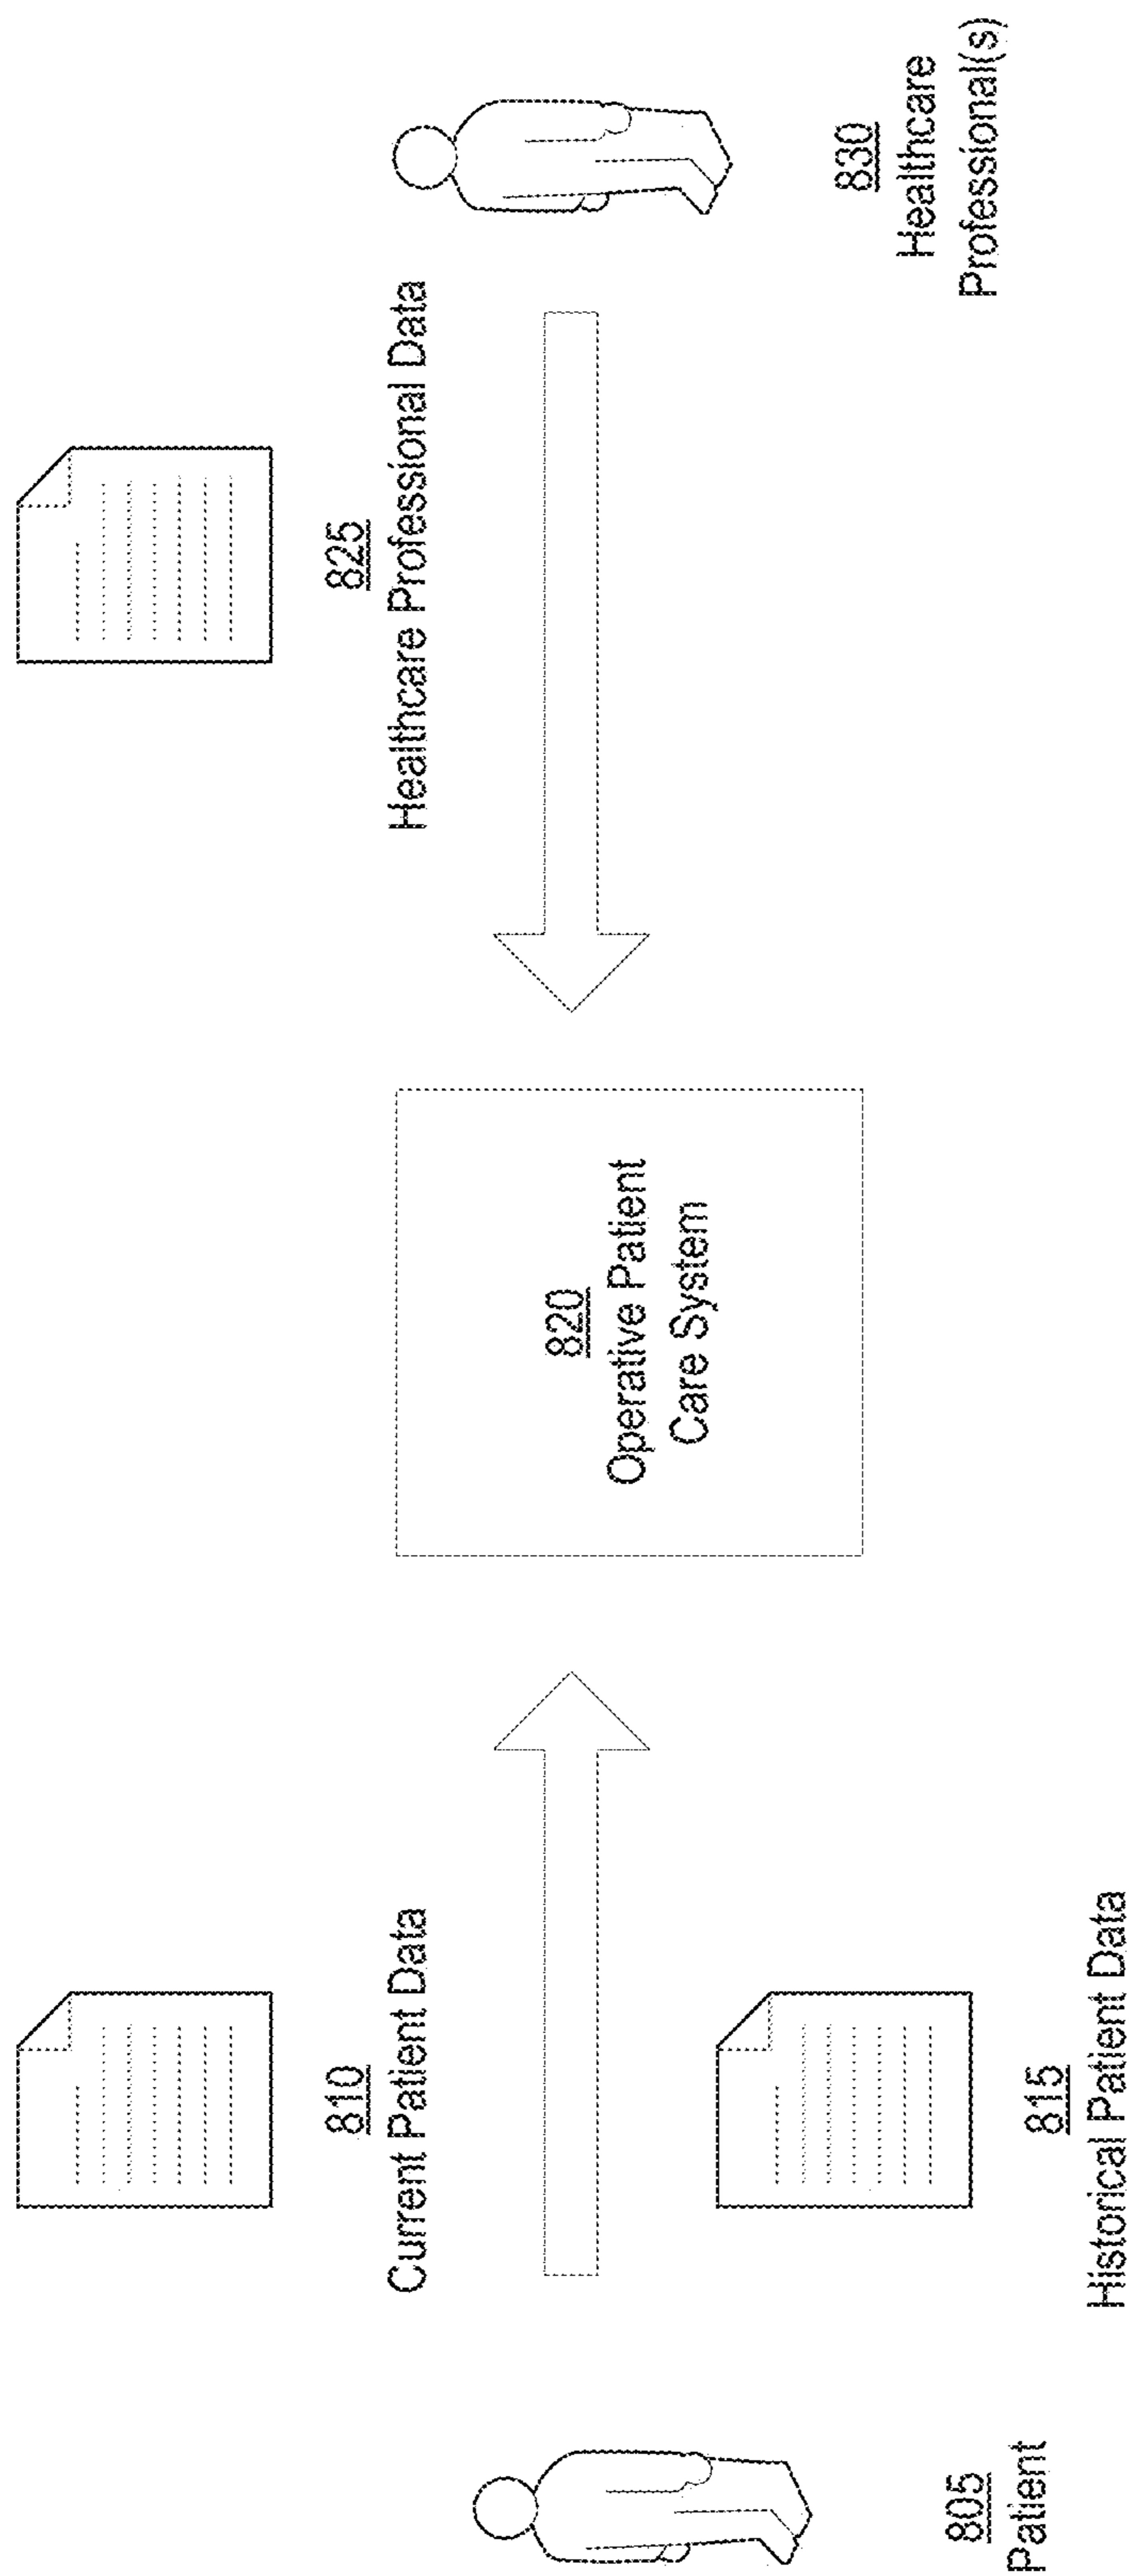 805
Patient
810
Current Patient Data
815
Historical Patient Data
820
Operative Patient
Care System
825
Healthcare Professional Data
830
Healthcare
Professional(s)